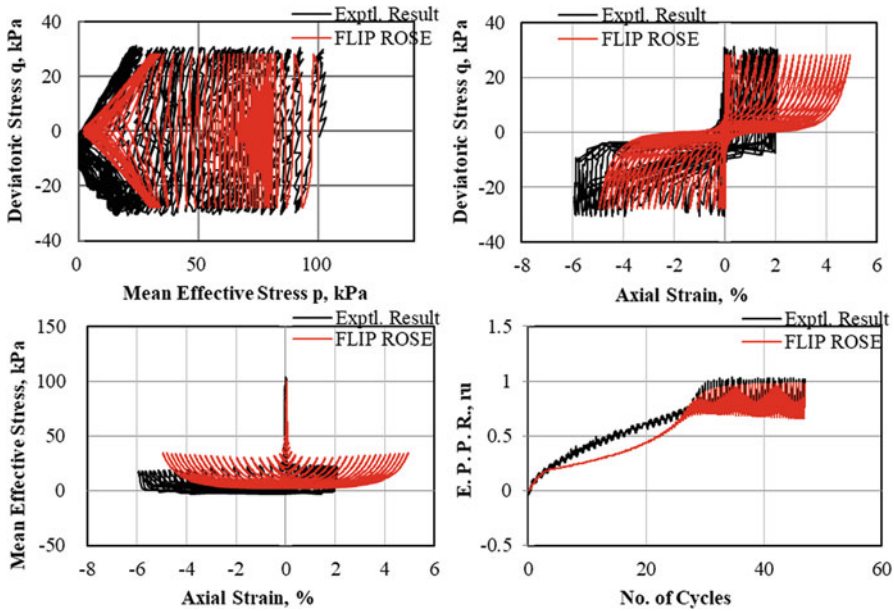 Exptl. Result
FLIP ROSE
Deviatoric Stress q, kPa
40
20
0
-20
-40
0
50
100
Mean Effective Stress p, kPa
Exptl. Result
FLIP ROSE
Deviatoric Stress q, kPa
40
20
0
-20
-40
-8
-6
-4
-2
0
2
4
6
Axial Strain, %
Exptl. Result
FLIP ROSE
Mean Effective Stress, kPa
150
100
50
0
-50
-8
-6
-4
-2
0
2
4
6
Axial Strain, %
Exptl. Result
FLIP ROSE
E. P. P. R., ru
1.5
1
0.5
0
-0.5
0
20
40
60
No. of Cycles